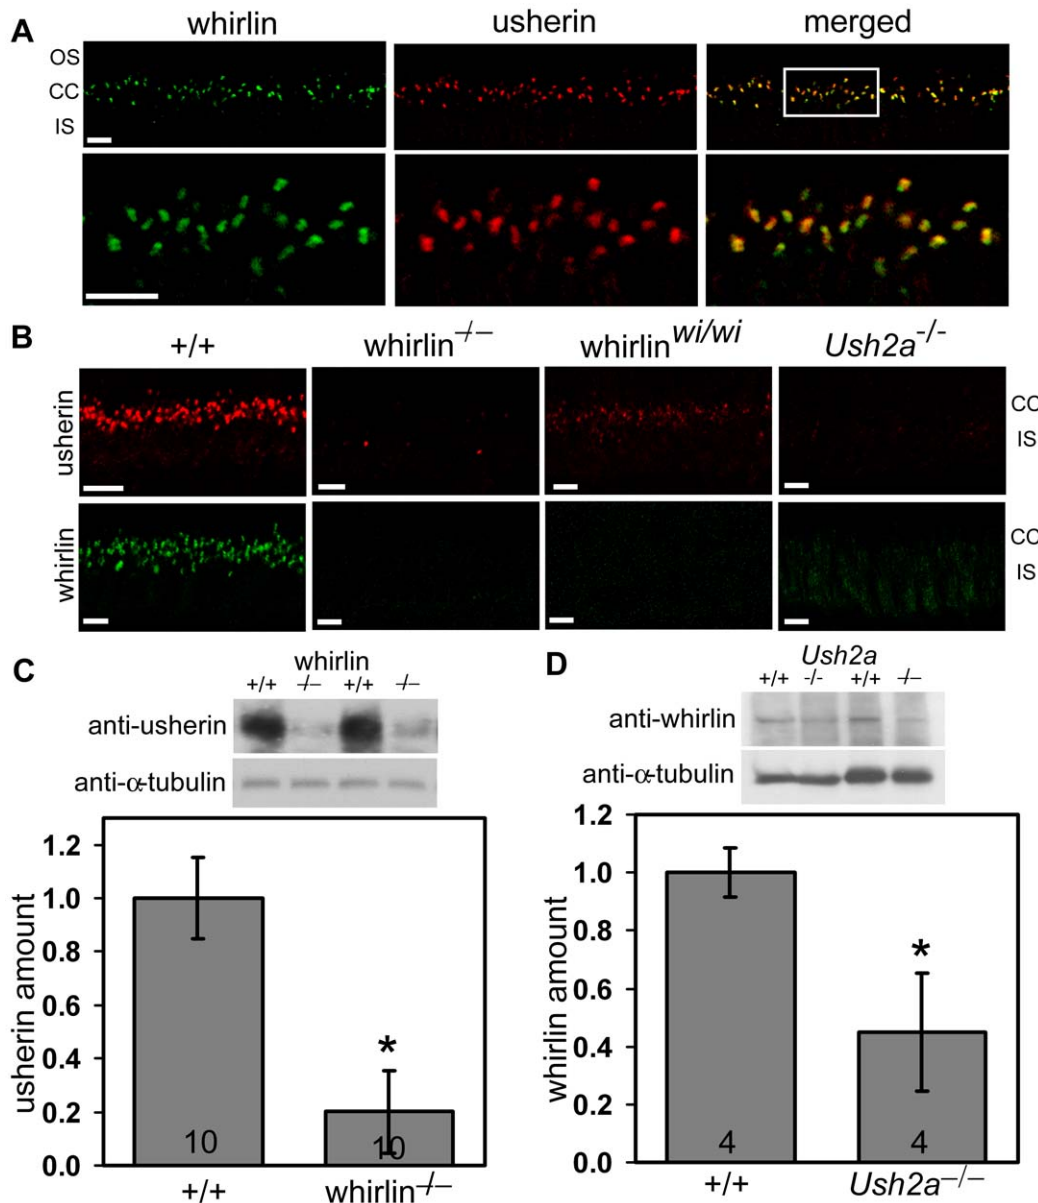 A whirlin usherin merged
OS
CC
IS
B +/+ whirlin–/– whirlin wi/wi Ush2a-/-
usherin
CC
IS
whirlin
CC
IS
C whirlin
+/+ –/– +/+ –/–
anti-usherin
anti-α-tubulin
usherin amount
1.2
1.0
0.8
0.6
0.4
0.2
0.0
*
10 10
+/+ whirlin–/–
D Ush2a
+/+ -/- +/+ –/–
anti-whirlin
anti-α-tubulin
whirlin amount
1.2
1.0
0.8
0.6
0.4
0.2
0.0
*
4 4
+/+ Ush2a–/–